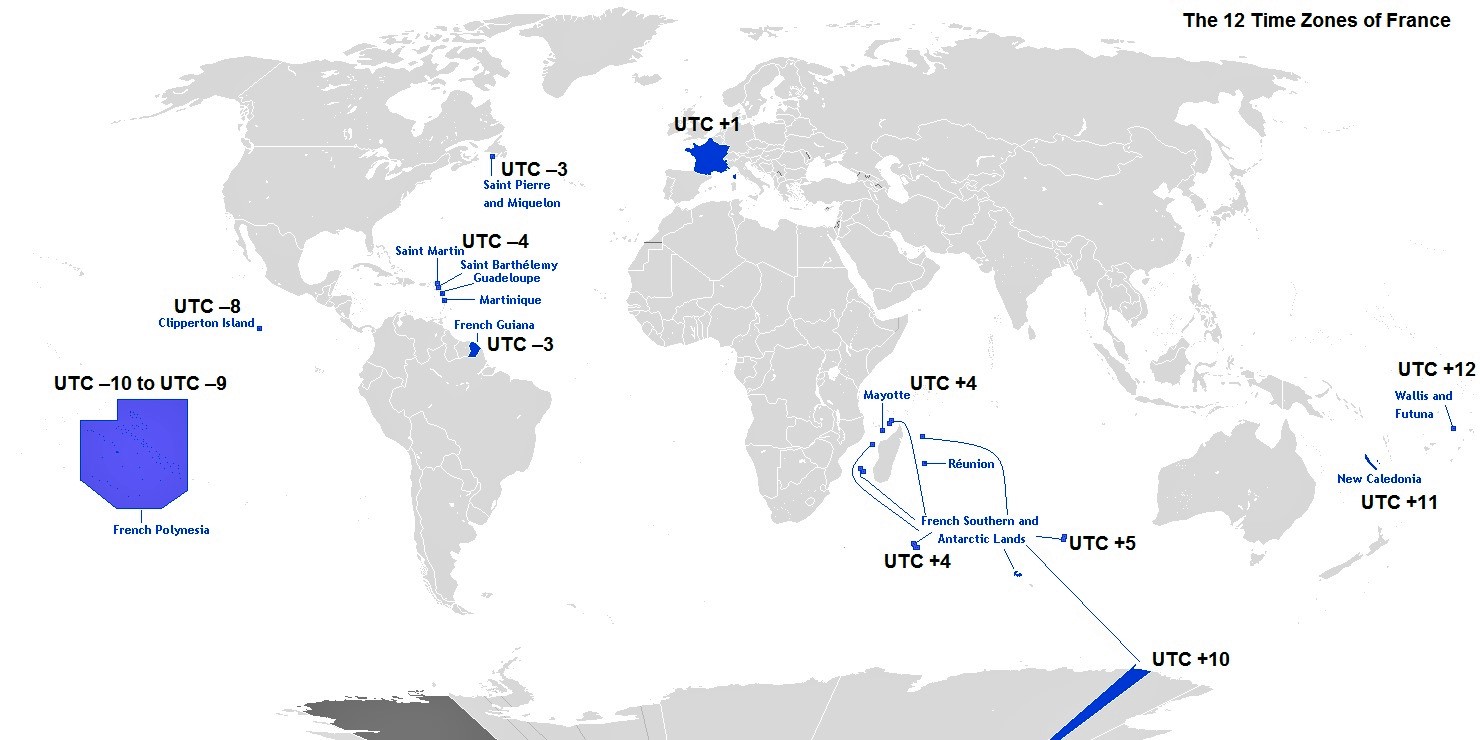 The 12 Time Zones of France
UTC +1
UTC –3
Saint Pierre
and Miquelon
UTC –4
Saint Martin
Saint Barthélemy
Guadeloupe
Martinique
UTC –8
Clipperton Island
French Guiana
UTC –3
UTC –10 to UTC –9
French Polynesia
UTC +4
Mayotte
Réunion
French Southern and
Antarctic Lands
UTC +4
UTC +5
UTC +12
Wallis and
Futuna
New Caledonia
UTC +11
UTC +10